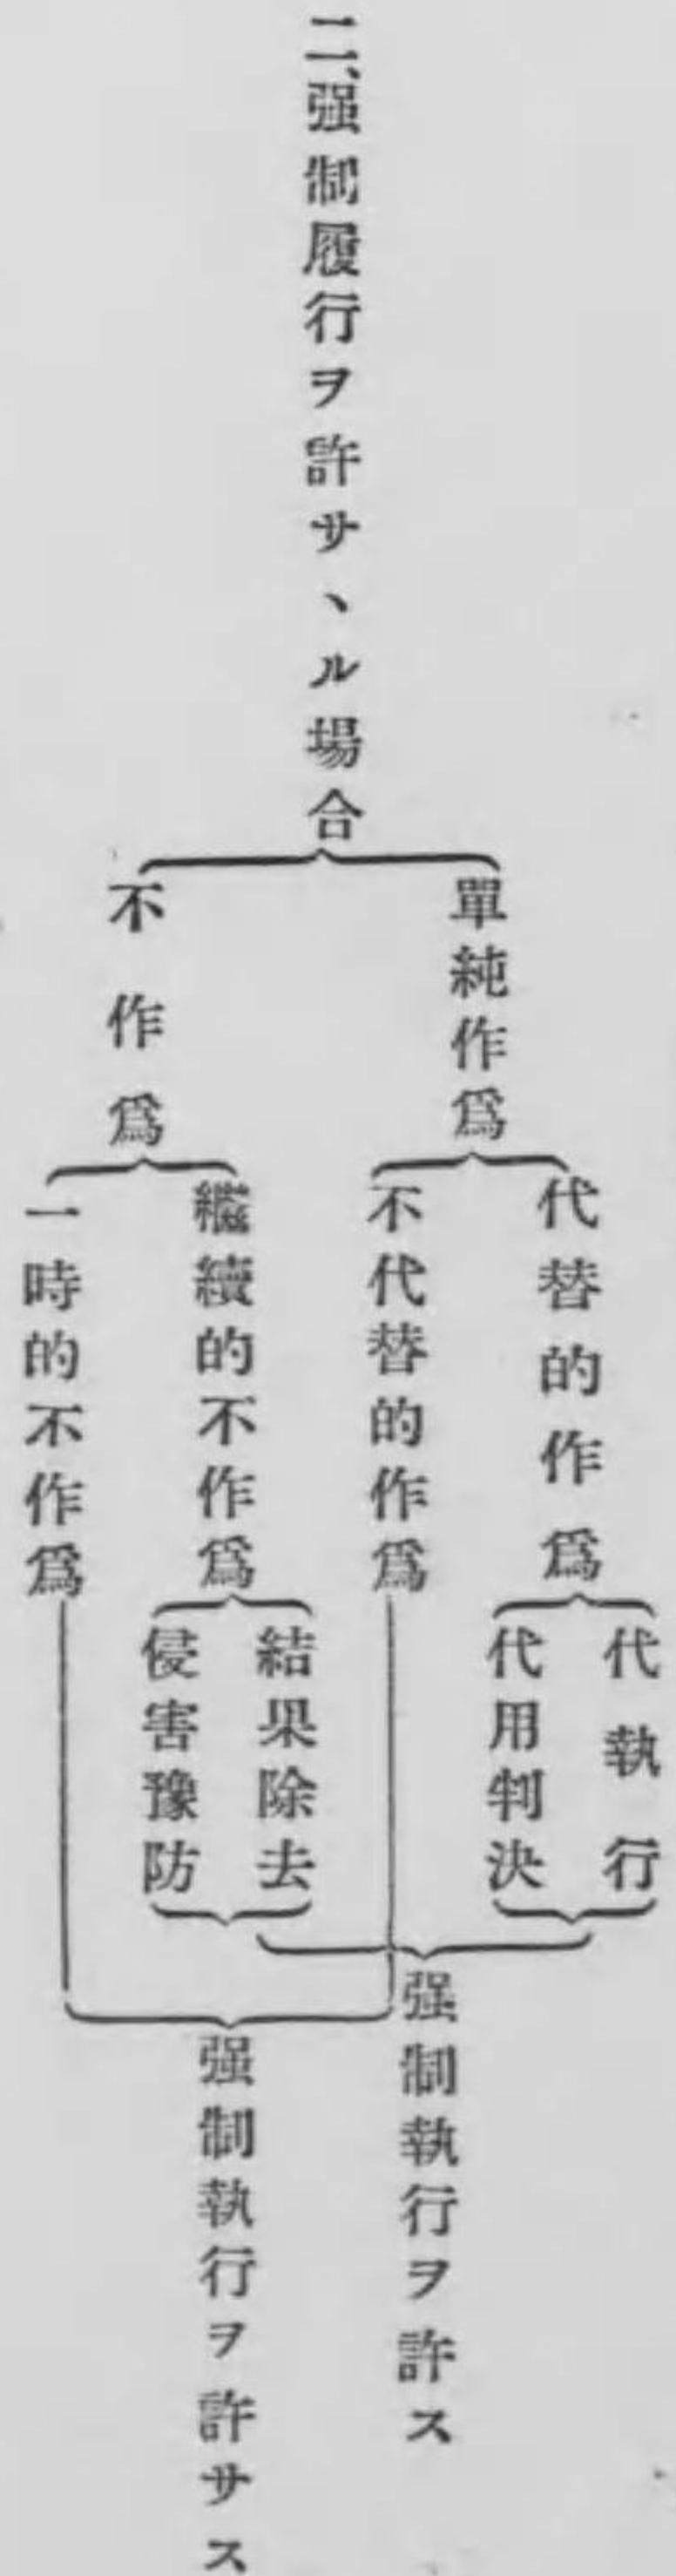 二、强制履行ヲ許サヽル場合
單純作爲
代替的作爲
代執行
代用判決
不代替的作爲
不作爲
繼續的不作爲
結果除去
侵害豫防
一時的不作爲
强制執行ヲ許ス
强制執行ヲ許サス